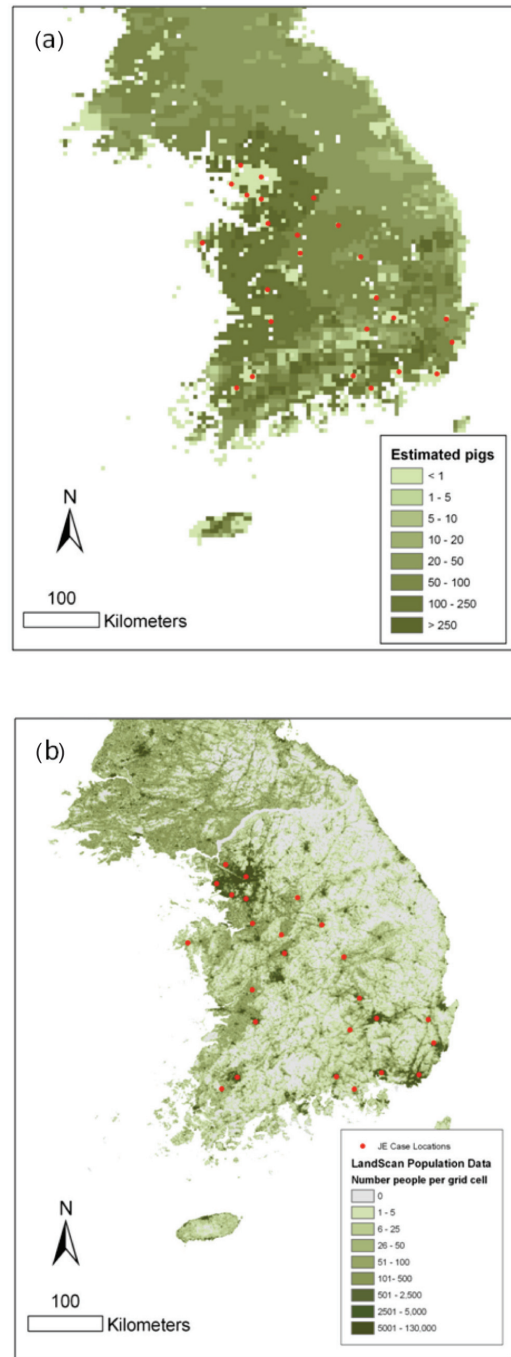 (a)
Estimated pigs
< 1
1 - 5
5 - 10
10 - 20
20 - 50
50 - 100
100 - 250
> 250
N
100
Kilometers
(b)
JE Case Locations
LandScan Population Data
Number people per grid cell
0
1 - 5
6 - 25
26 - 50
51 - 100
101- 500
501 - 2,500
2501 - 5,000
5001 - 130,000
N
100
Kilometers